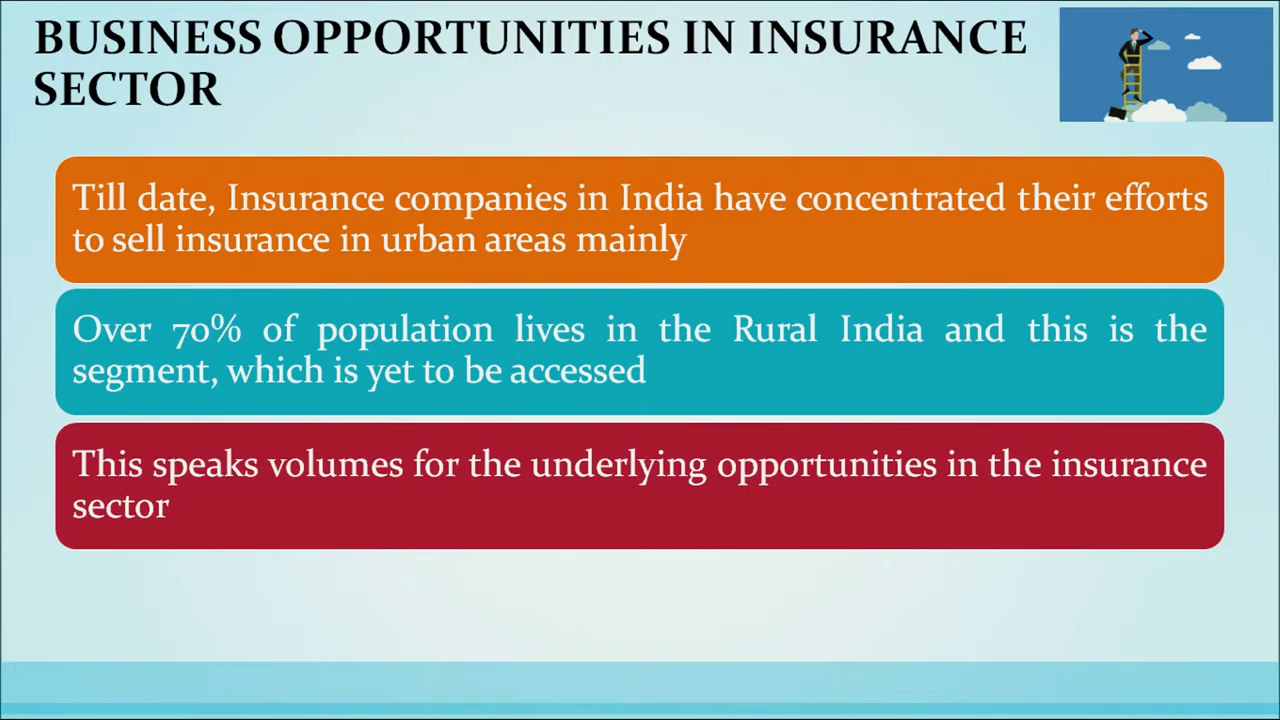 BUSINESS OPPORTUNITIES IN INSURANCE
SECTOR
Till date, Insurance companies in India have concentrated their efforts
to sell insurance in urban areas mainly
Over 70% of population lives in the Rural India and this is the
segment, which is yet to be accessed
This speaks volumes for the underlying opportunities in the insurance
sector